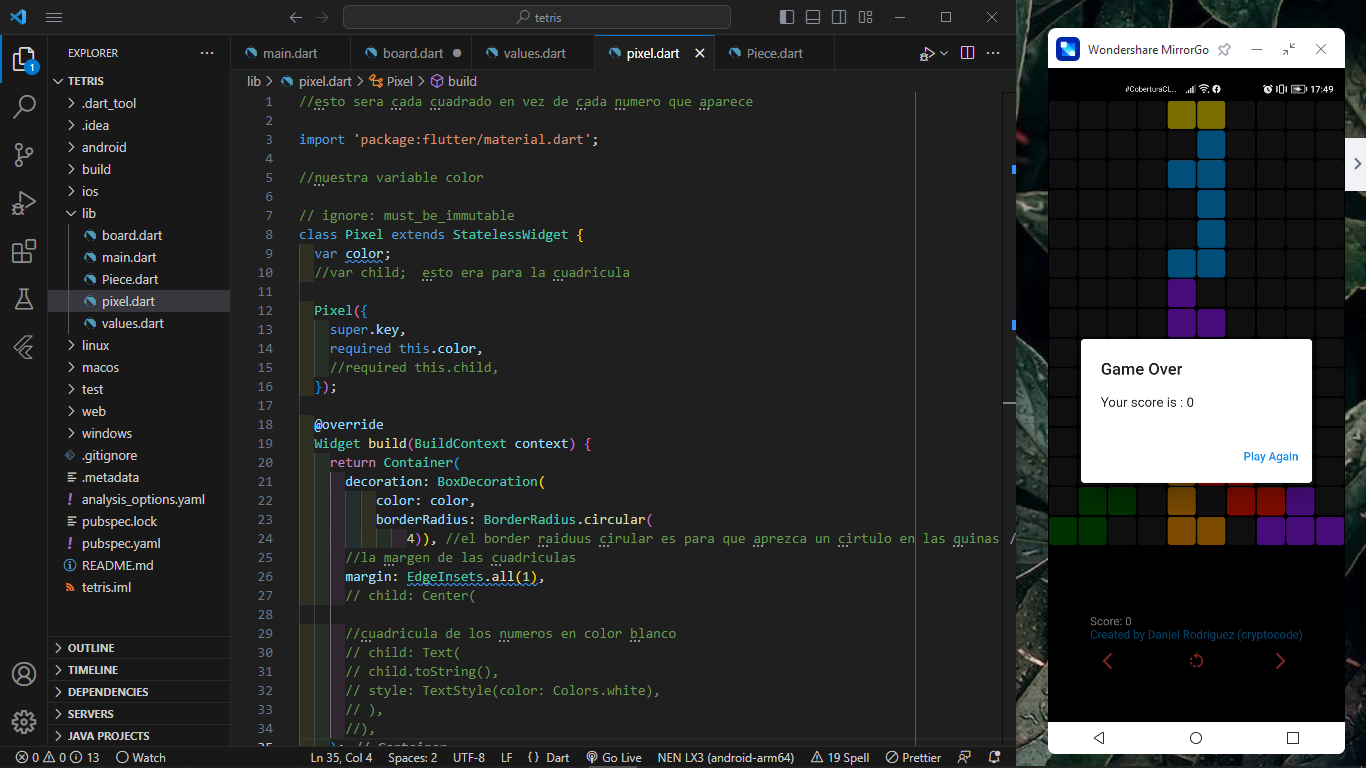 tetris
EXPLORER
main.dart
board.dart
values.dart
pixel.dart
Piece.dart
lib > pixel.dart > Pixel > build
TETRIS
.dart_tool
.idea
android
build
ios
lib
board.dart
main.dart
Piece.dart
pixel.dart
values.dart
linux
macos
test
web
windows
.gitignore
.metadata
analysis_options.yaml
pubspec.lock
pubspec.yaml
README.md
tetris.iml
OUTLINE
TIMELINE
DEPENDENCIES
SERVERS
JAVA PROJECTS
1
1 //esto sera cada cuadrado en vez de cada numero que aparece
2
3 import 'package:flutter/material.dart';
4
5 //nuestra variable color
6
7 // ignore: must_be_immutable
8 class Pixel extends StatelessWidget {
9 var color;
10 //var child;  esto era para la cuadricula
11
12 Pixel({
13 super.key,
14 required this.color,
15 //required this.child,
16 });
17
18 @override
19 Widget build(BuildContext context) {
20 return Container(
21 decoration: BoxDecoration(
22 color: color,
23 borderRadius: BorderRadius.circular(
24 4)), //el border raiduus cirular es para que aprezca un cirtulo en las quinas /
25 //la margen de las cuadriculas
26 margin: EdgeInsets.all(1),
27 // child: Center(
28
29 //cuadricula de los numeros en color blanco
30 // child: Text(
31 // child.toString(),
32 // style: TextStyle(color: Colors.white),
33 // ),
34 //),
35 ); // Container
0 0 13 Watch
Ln 35, Col 4 Spaces: 2 UTF-8 LF {} Dart Go Live NEN LX3 (android-arm64) 19 Spell Prettier
Wondershare MirrorGo
#CoberturaCL... 17:49
Game Over
Your score is : 0
Play Again
Score: 0
Created by Daniel Rodriguez (cryptocode)